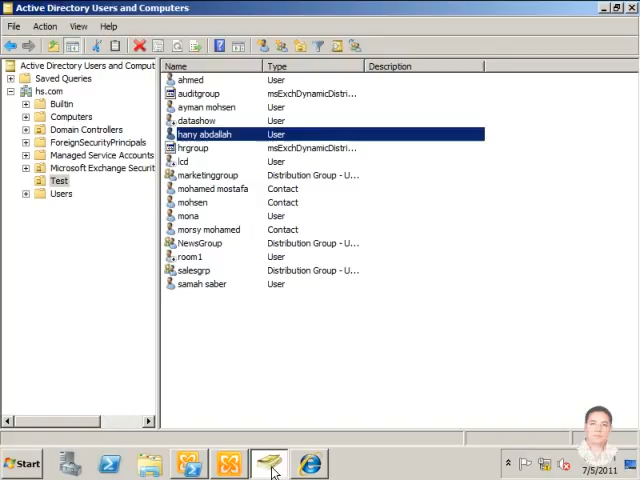 Active Directory Users and Computers
File Action View Help
Active Directory Users and Comput
Saved Queries
hs.com
Builtin
Computers
Domain Controllers
ForeignSecurityPrincipals
Managed Service Accounts
Microsoft Exchange Securit
Test
Users
Name Type Description
ahmed User
auditgroup msExchDynamicDistri...
ayman mohsen User
datashow User
hany abdallah User
hrgroup msExchDynamicDistri...
lcd User
marketinggroup Distribution Group - U...
mohamed mostafa Contact
mohsen Contact
mona User
morsy mohamed Contact
NewsGroup Distribution Group - U...
room1 User
salesgrp Distribution Group - U...
samah saber User
Start
7/5/2011